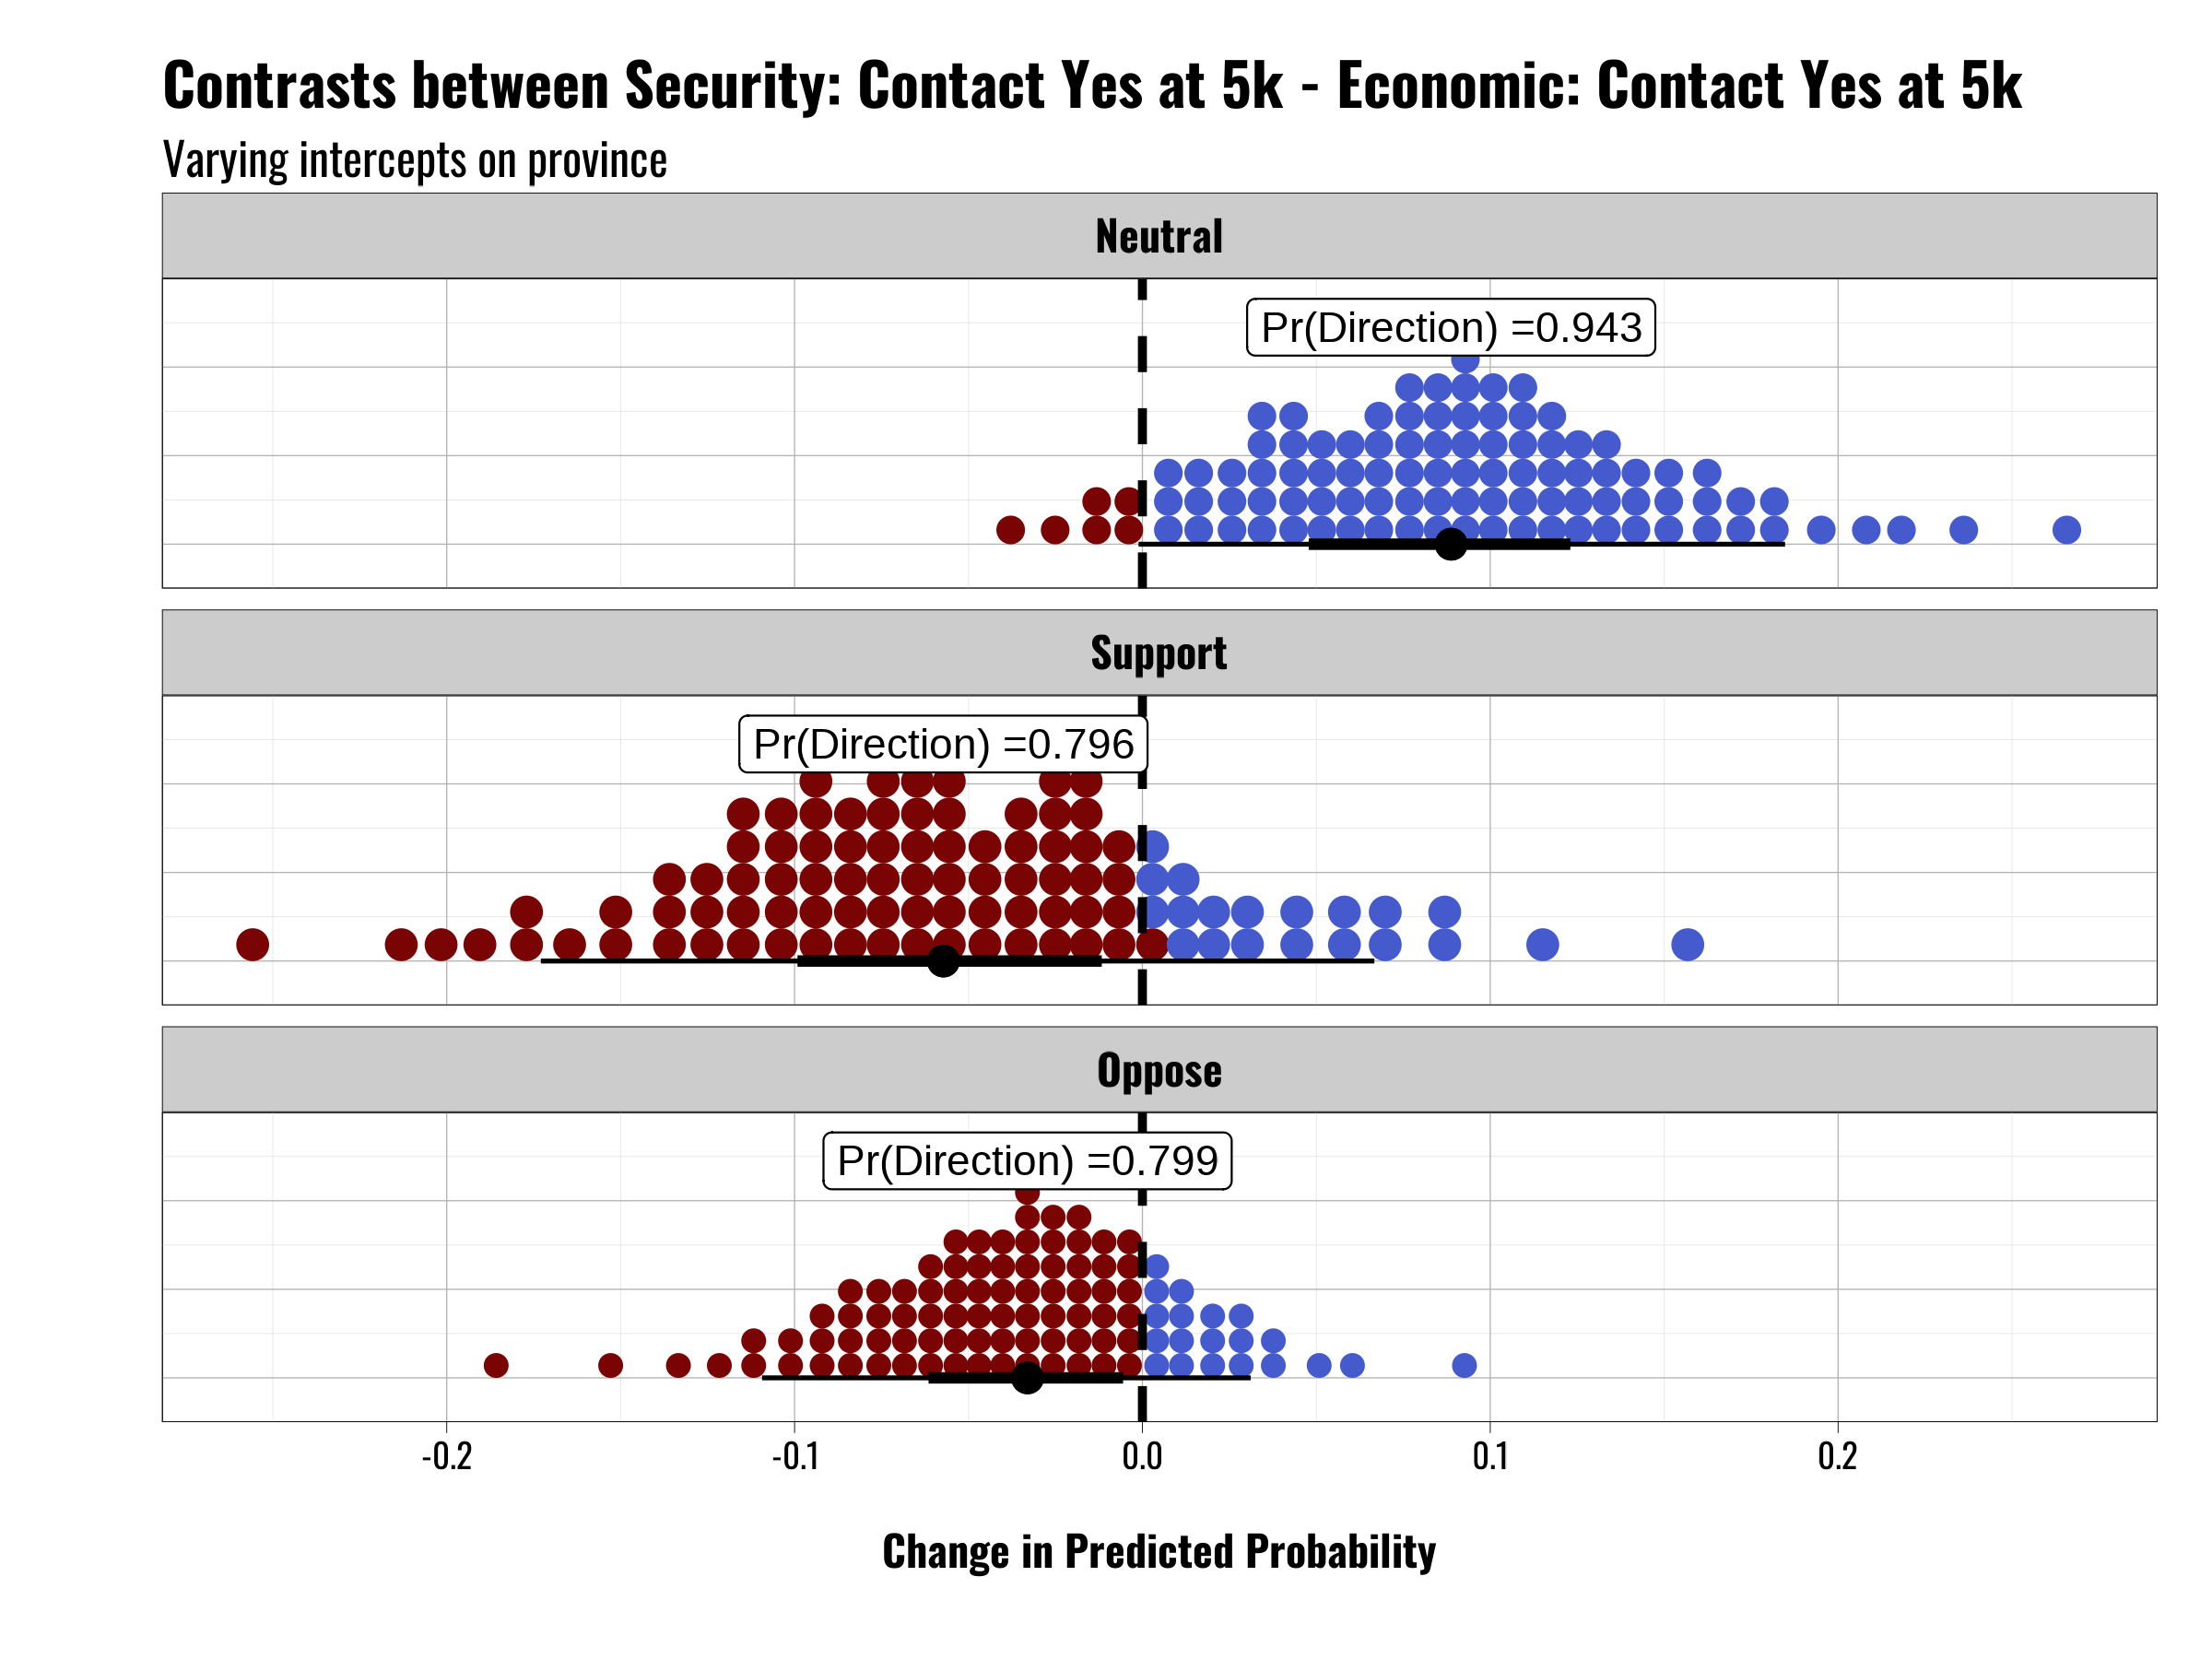 Contrasts between Security: Contact Yes at 5k - Economic: Contact Yes at 5k
Varying intercepts on province
Neutral
Pr(Direction) =0.943
Support
Pr(Direction) =0.796
Oppose
Pr(Direction) =0.799
-0.2 -0.1 0.0 0.1 0.2
Change in Predicted Probability